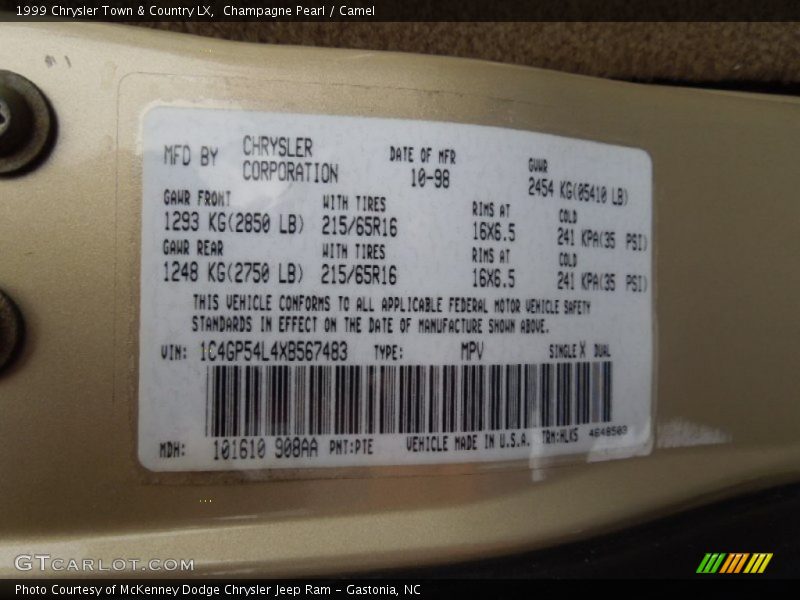 1999 Chrysler Town & Country LX, Champagne Pearl / Camel
MFD BY CHRYSLER CORPORATION DATE OF MFR 10-98 GVWR 2454 KG(05410 LB)
GAWR FRONT WITH TIRES RIMS AT COLD
1293 KG(2850 LB) 215/65R16 16X6.5 241 KPA(35 PSI)
GAWR REAR WITH TIRES RIMS AT COLD
1248 KG(2750 LB) 215/65R16 16X6.5 241 KPA(35 PSI)
THIS VEHICLE CONFORMS TO ALL APPLICABLE FEDERAL MOTOR VEHICLE SAFETY
STANDARDS IN EFFECT ON THE DATE OF MANUFACTURE SHOWN ABOVE.
VIN: 1C4GP54L4XB567483 TYPE: MPV SINGLE X DUAL
MDH: 101610 908AA PNT:PTE VEHICLE MADE IN U.S.A. TRM:HLK5 4648503
GTCARLOT.COM
Photo Courtesy of McKenney Dodge Chrysler Jeep Ram - Gastonia, NC